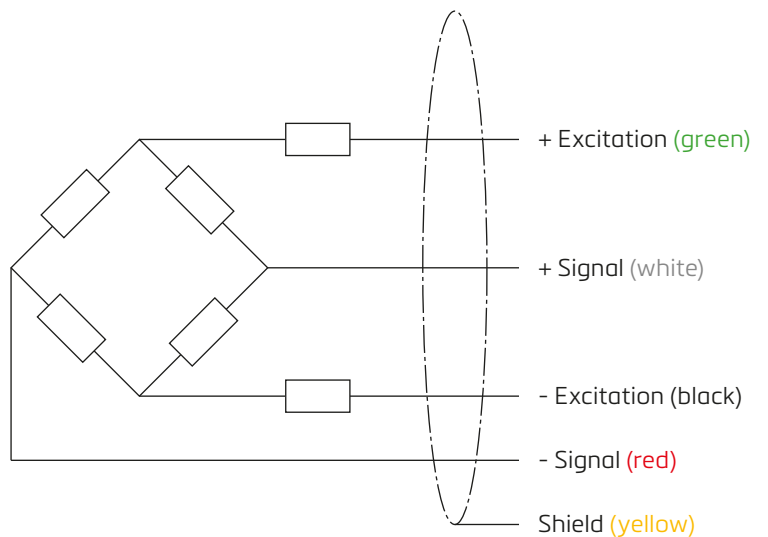 + Excitation (green)
+ Signal (white)
- Excitation (black)
- Signal (red)
Shield (yellow)